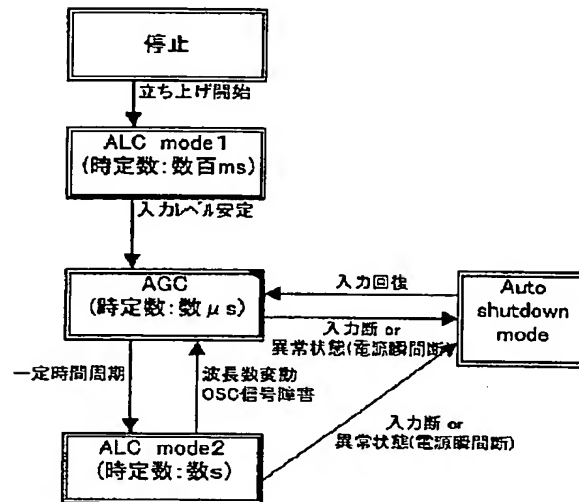 停止
立ち上げ開始
ALC mode1
(時定数:数百ms)
入力レベル安定
AGC
(時定数:数μs)
入力回後
Auto
shutdown
mode
入力断 or
異常状態(電源瞬間断)
一定時間周期
波長数変動
OSC信号障害
入力断 or
異常状態(電源瞬間断)
ALC mode2
(時定数:数s)